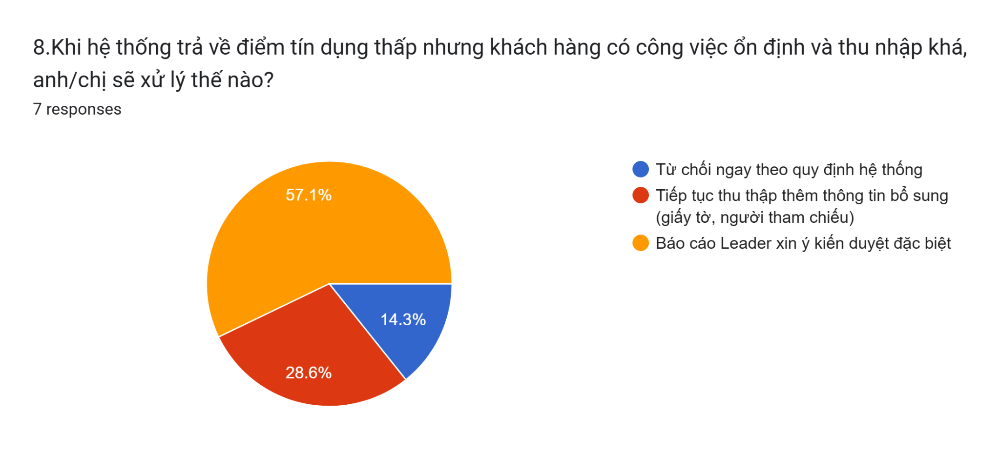 8.Khi hệ thống trả về điểm tín dụng thấp nhưng khách hàng có công việc ổn định và thu nhập khá,
anh/chị sẽ xử lý thế nào?
7 responses
57.1%
14.3%
28.6%
Từ chối ngay theo quy định hệ thống
Tiếp tục thu thập thêm thông tin bổ sung
(giấy tờ, người tham chiếu)
Báo cáo Leader xin ý kiến duyệt đặc biệt